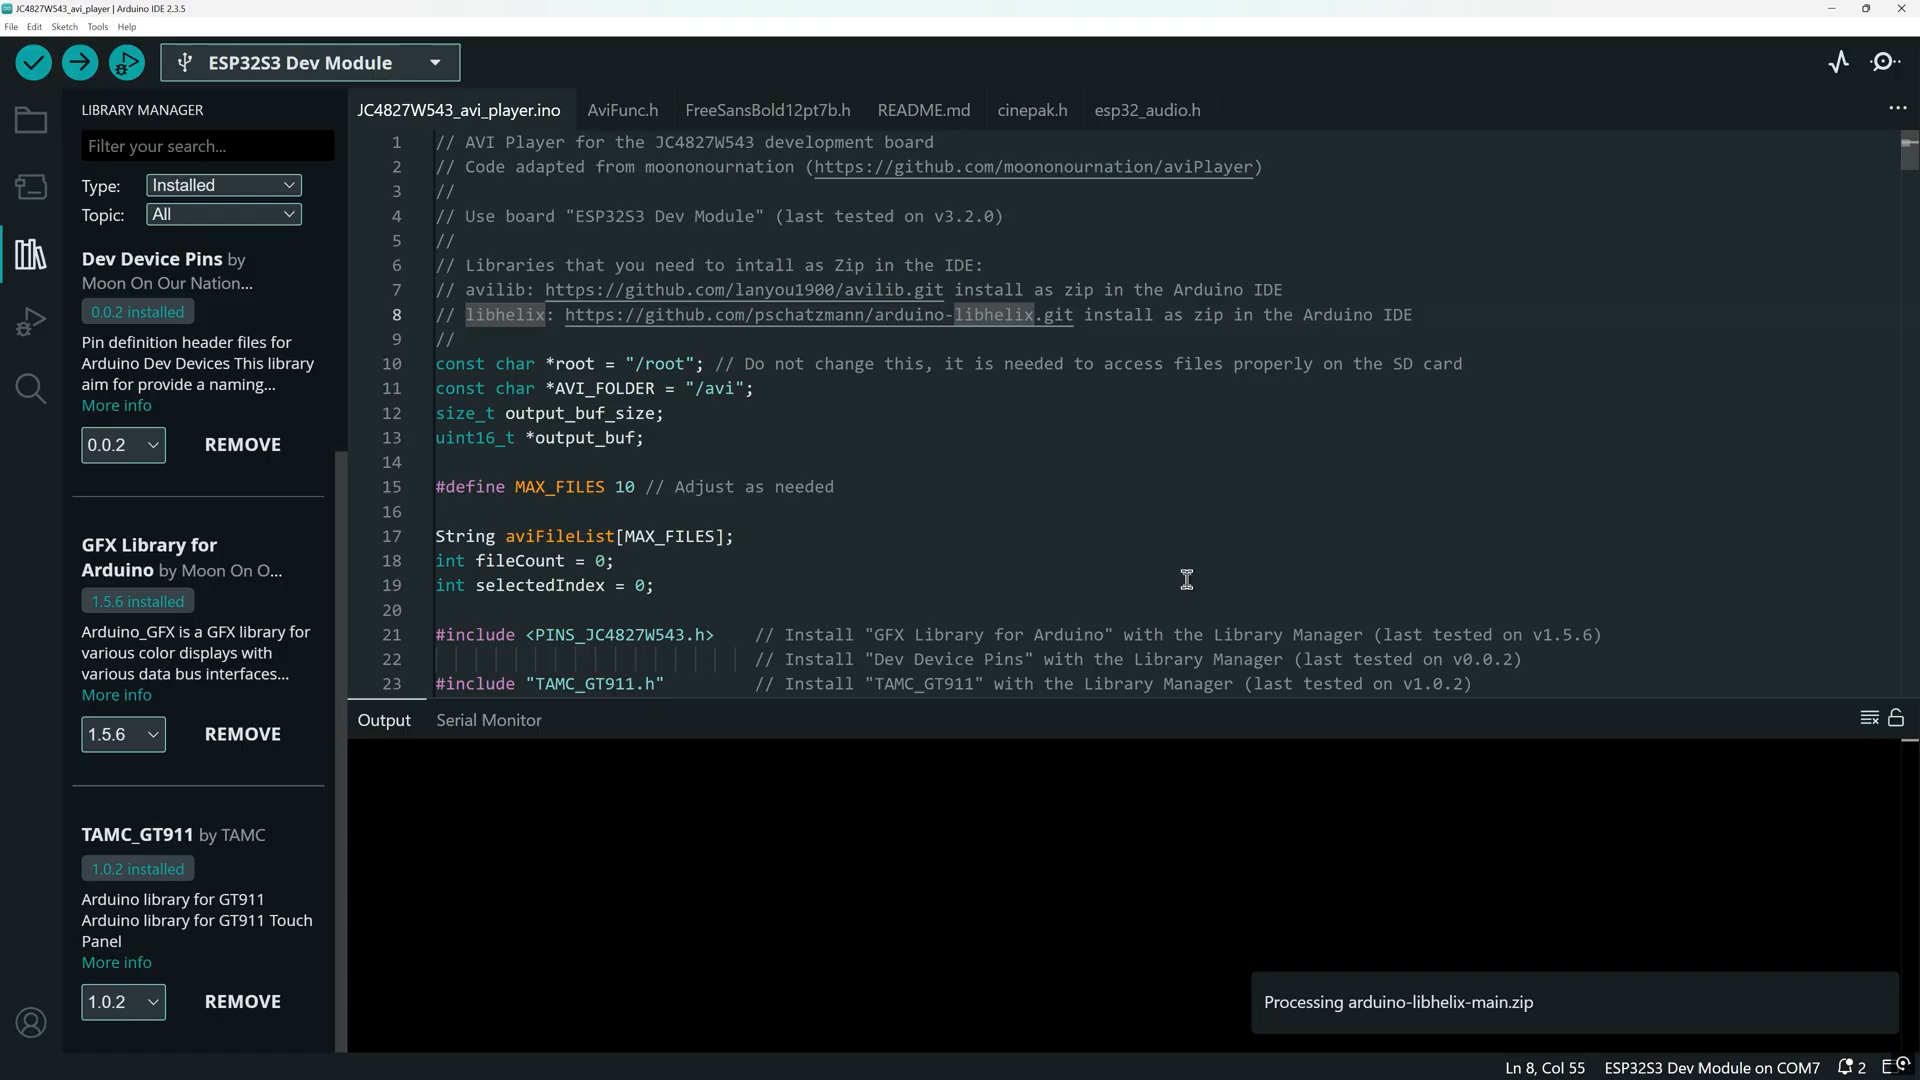 JC4827W543_avi_player | Arduino IDE 2.3.5
File Edit Sketch Tools Help
ESP32S3 Dev Module
LIBRARY MANAGER
Filter your search...
Type: Installed
Topic: All
Dev Device Pins by
Moon On Our Nation...
0.0.2 installed
Pin definition header files for
Arduino Dev Devices This library
aim for provide a naming...
More info
0.0.2 REMOVE
GFX Library for
Arduino by Moon On O...
1.5.6 installed
Arduino_GFX is a GFX library for
various color displays with
various data bus interfaces...
More info
1.5.6 REMOVE
TAMC_GT911 by TAMC
1.0.2 installed
Arduino library for GT911
Arduino library for GT911 Touch
Panel
More info
1.0.2 REMOVE
JC4827W543_avi_player.ino AviFunc.h FreeSansBold12pt7b.h README.md cinepak.h esp32_audio.h
1 // AVI Player for the JC4827W543 development board
2 // Code adapted from moononournation (https://github.com/moononournation/aviPlayer)
3 //
4 // Use board "ESP32S3 Dev Module" (last tested on v3.2.0)
5 //
6 // Libraries that you need to intall as Zip in the IDE:
7 // avilib: https://github.com/lanyou1900/avilib.git install as zip in the Arduino IDE
8 // libhelix: https://github.com/pschatzmann/arduino-libhelix.git install as zip in the Arduino IDE
9 //
10 const char *root = "/root"; // Do not change this, it is needed to access files properly on the SD card
11 const char *AVI_FOLDER = "/avi";
12 size_t output_buf_size;
13 uint16_t *output_buf;
14
15 #define MAX_FILES 10 // Adjust as needed
16
17 String aviFileList[MAX_FILES];
18 int fileCount = 0;
19 int selectedIndex = 0;
20
21 #include <PINS_JC4827W543.h> // Install "GFX Library for Arduino" with the Library Manager (last tested on v1.5.6)
22 // Install "Dev Device Pins" with the Library Manager (last tested on v0.0.2)
23 #include "TAMC_GT911.h" // Install "TAMC_GT911" with the Library Manager (last tested on v1.0.2)
Output Serial Monitor
Processing arduino-libhelix-main.zip
Ln 8, Col 55 ESP32S3 Dev Module on COM7 2